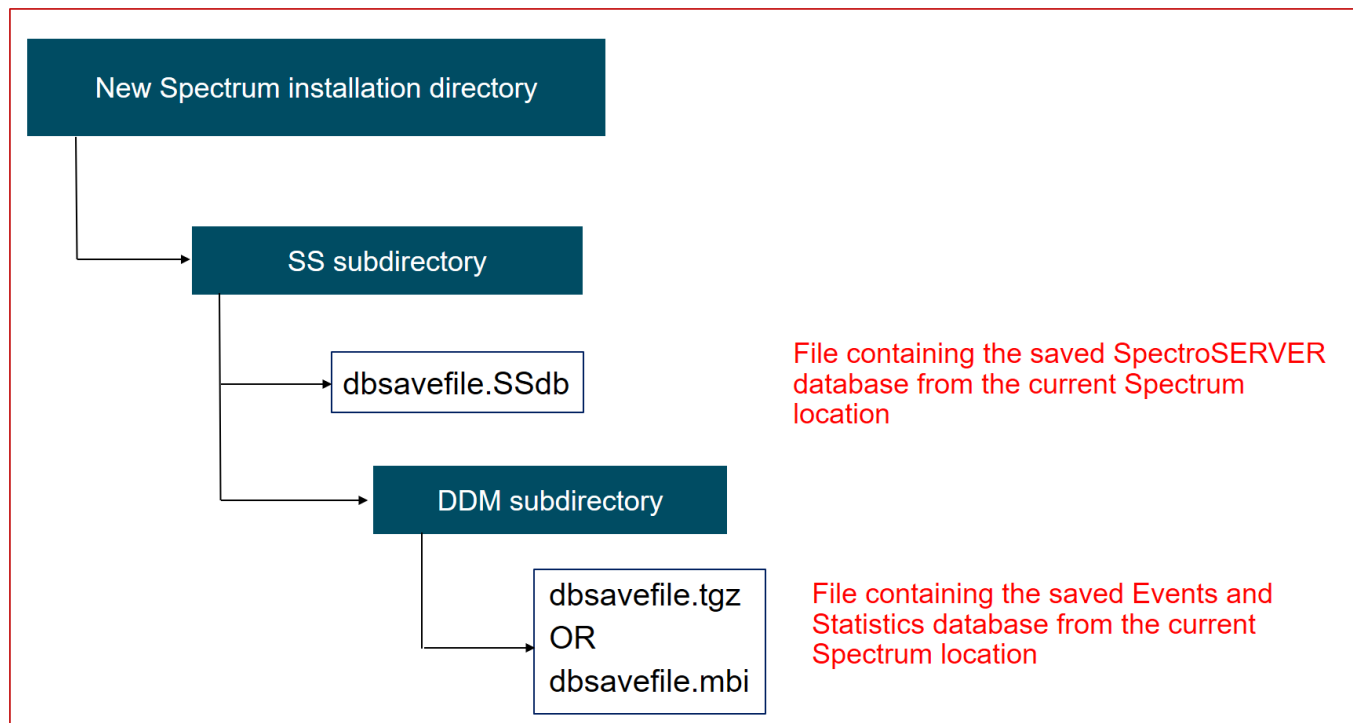 New Spectrum installation directory
SS subdirectory
dbsavefile.SSdb
File containing the saved SpectroSERVER
database from the current Spectrum
location
DDM subdirectory
dbsavefile.tgz
OR
dbsavefile.mbi
File containing the saved Events and
Statistics database from the current
Spectrum location